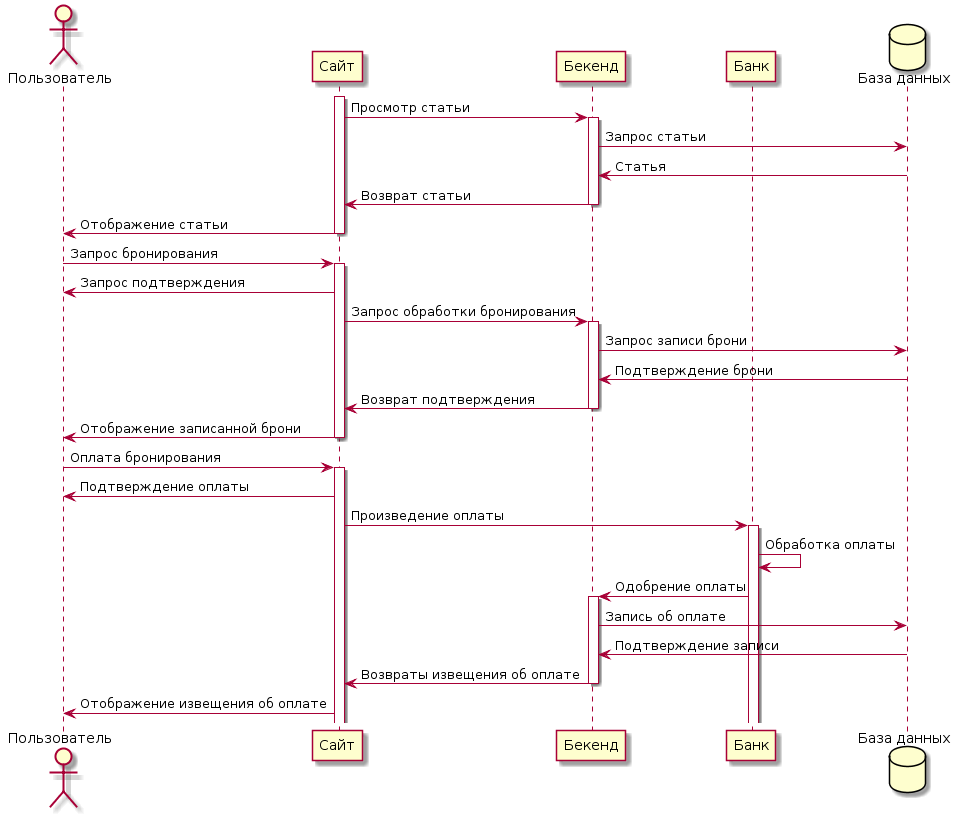 Пользователь
Сайт
Бекенд
Банк
База данных
Просмотр статьи
Запрос статьи
Статья
Возврат статьи
Отображение статьи
Запрос бронирования
Запрос подтверждения
Запрос обработки бронирования
Запрос записи брони
Подтверждение брони
Возврат подтверждения
Отображение записанной брони
Оплата бронирования
Подтверждение оплаты
Произведение оплаты
Обработка оплаты
Одобрение оплаты
Запись об оплате
Подтверждение записи
Возвраты извещения об оплате
Отображение извещения об оплате
Пользователь
Сайт
Бекенд
Банк
База данных